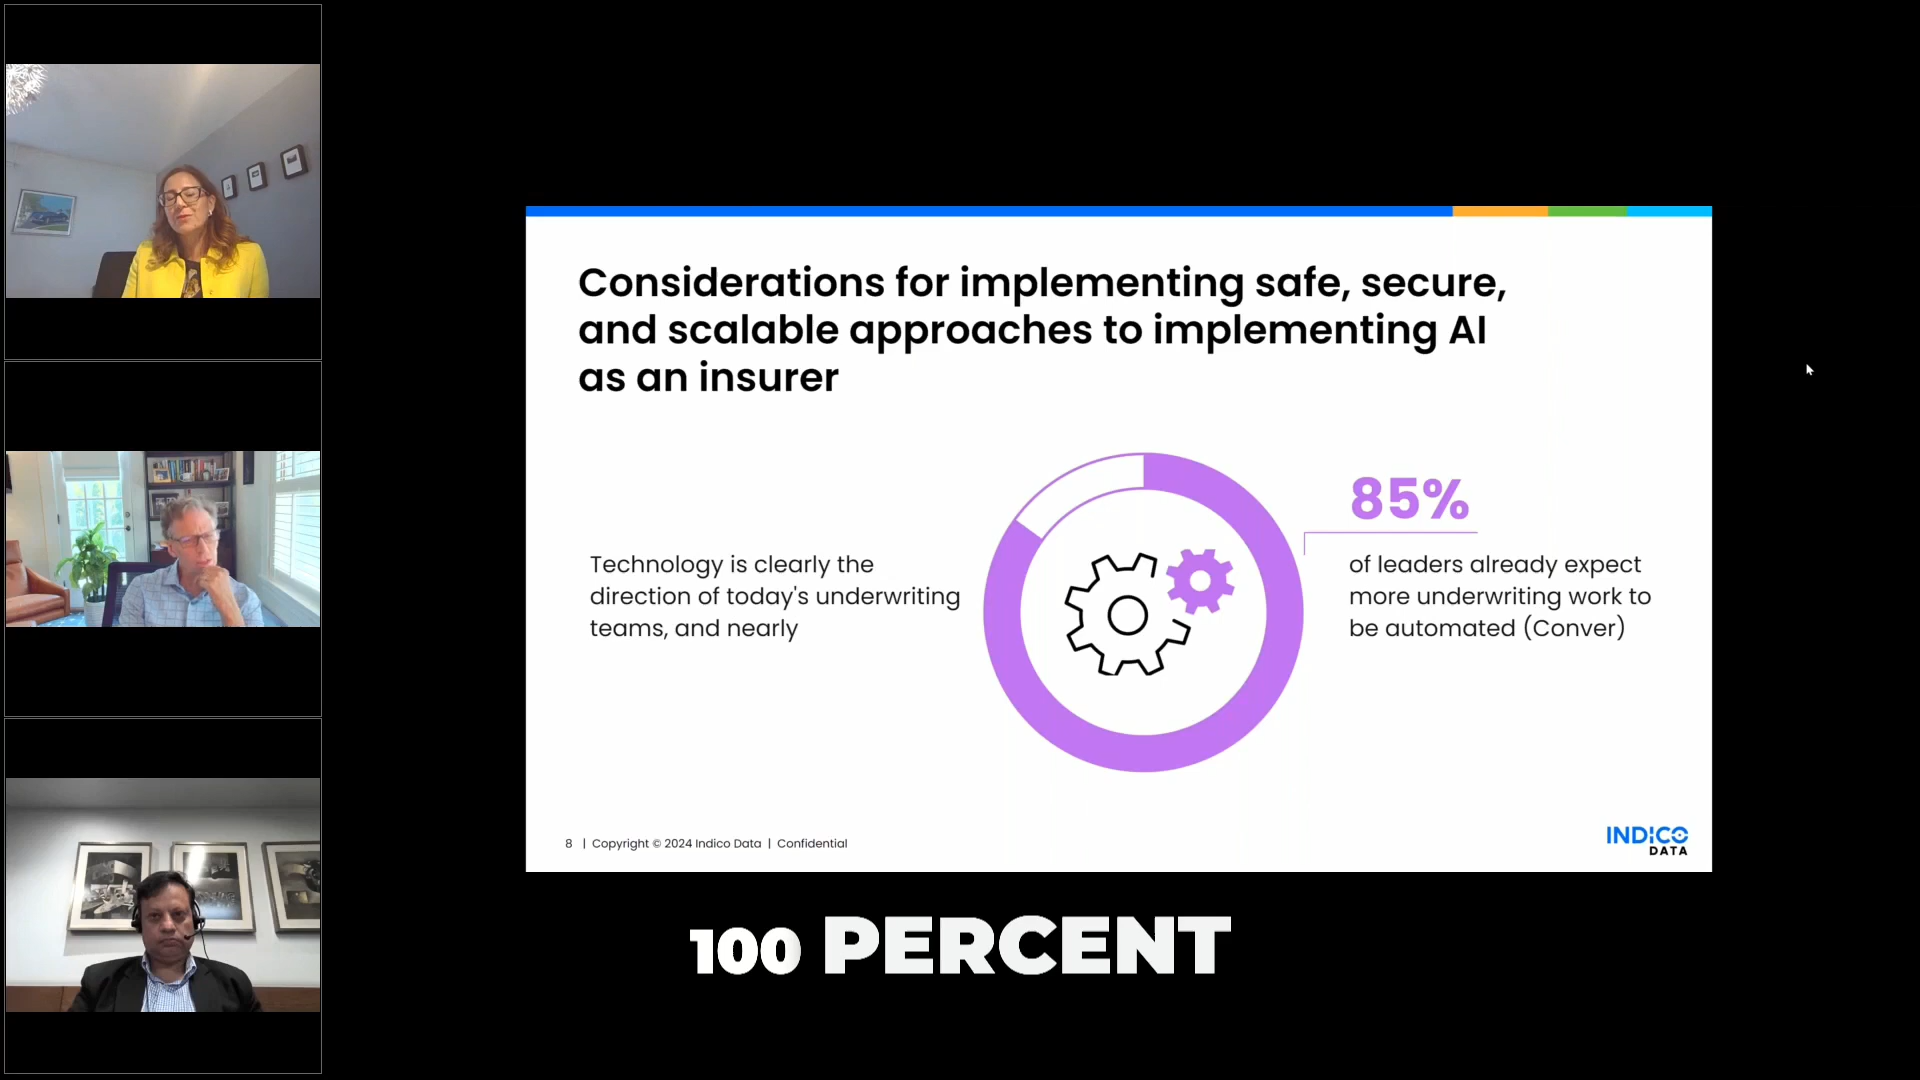 Considerations for implementing safe, secure,
and scalable approaches to implementing AI
as an insurer
Technology is clearly the
direction of today's underwriting
teams, and nearly
85%
of leaders already expect
more underwriting work to
be automated (Conver)
8 | Copyright © 2024 Indico Data | Confidential
INDICO
DATA
100 PERCENT